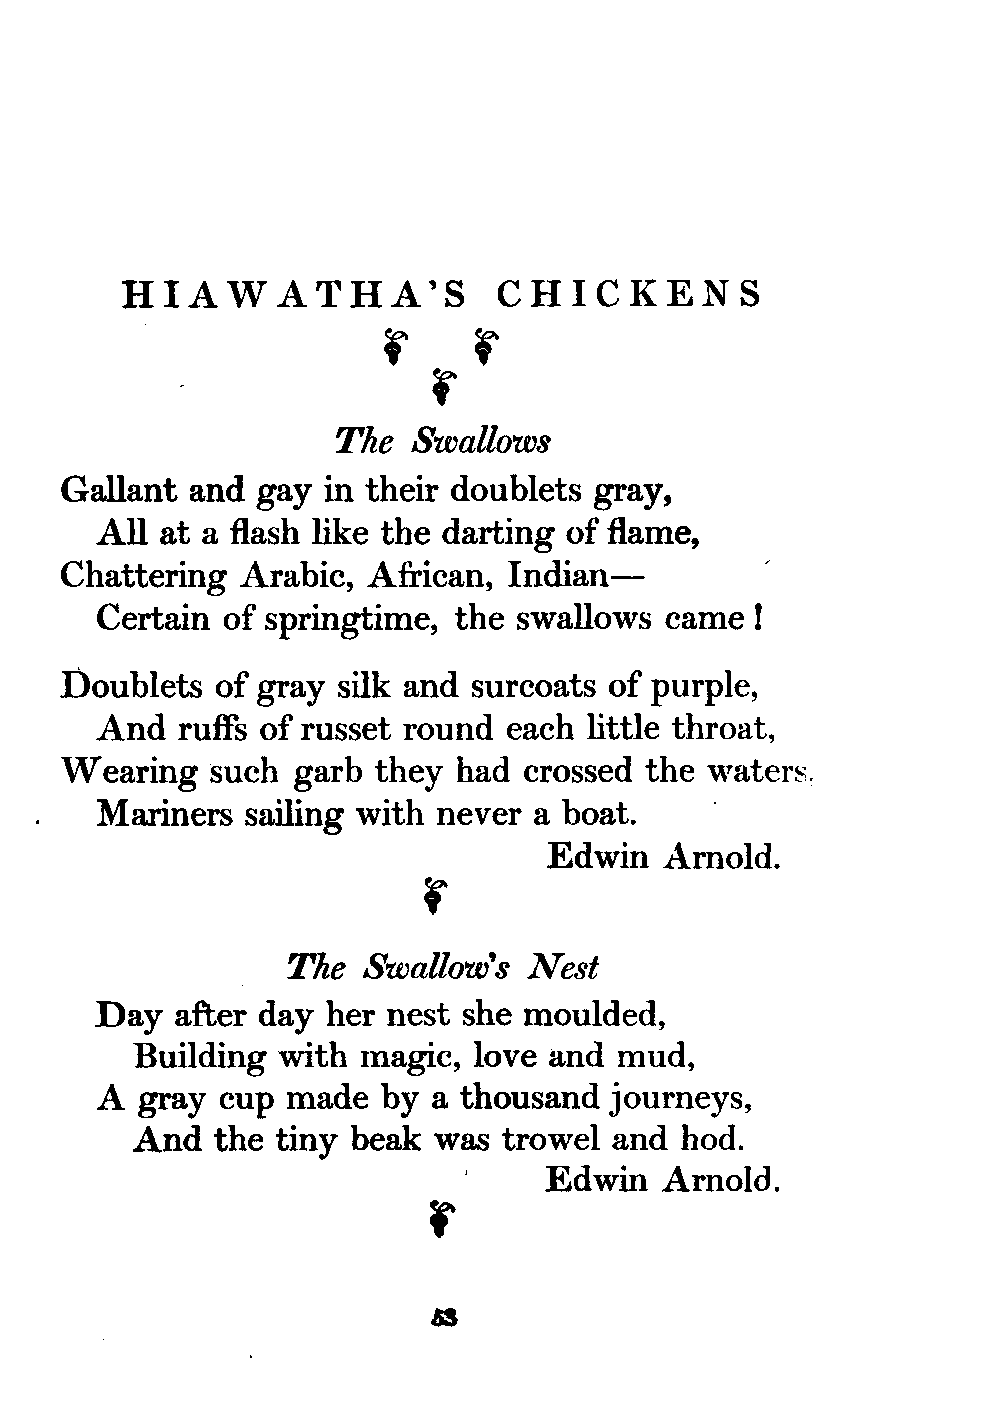 HIAWATHA'S CHICKENS
The Swallows
Gallant and gay in their doublets gray,
All at a flash like the darting of flame,
Chattering Arabic, African, Indian—
Certain of springtime, the swallows came!
Doublets of gray silk and surcoats of purple,
And ruffs of russet round each little throat,
Wearing such garb they had crossed the waters.
Mariners sailing with never a boat.
Edwin Arnold.
The Swallow's Nest
Day after day her nest she moulded,
Building with magic, love and mud,
A gray cup made by a thousand journeys,
And the tiny beak was trowel and hod.
Edwin Arnold.
53